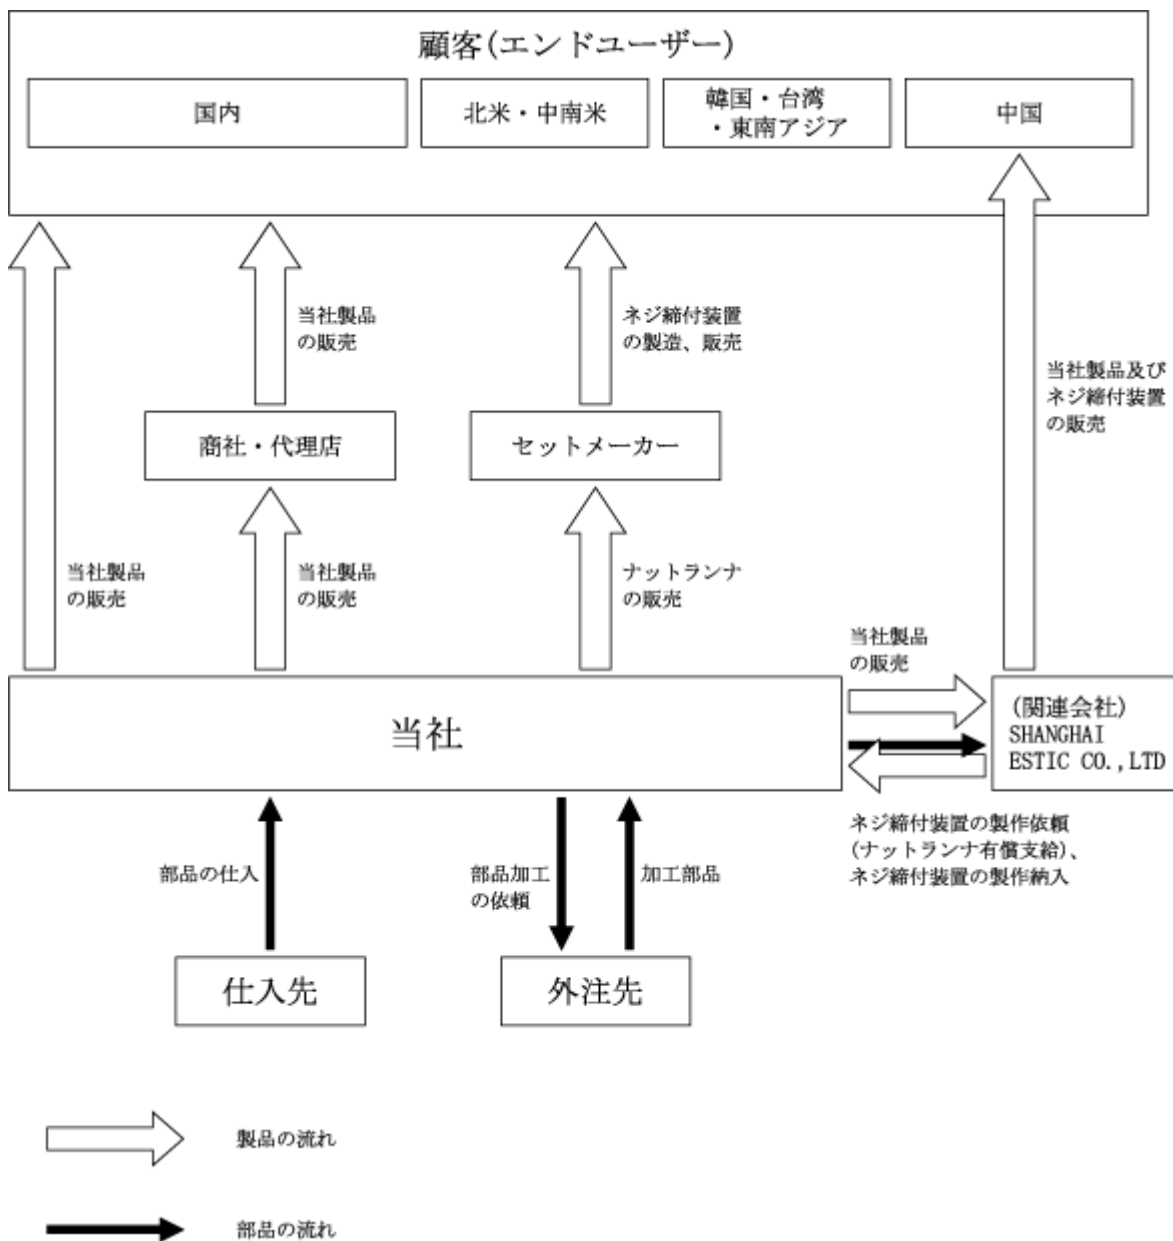 顧客(エンドユーザー)
国内
北米・中南米
韓国・台湾
・東南アジア
中国
当社製品
の販売
ネジ締付装置
の製造、販売
当社製品及び
ネジ締付装置
の販売
商社・代理店
セットメーカー
当社製品
の販売
当社製品
の販売
ナットランナ
の販売
当社製品
の販売
当社
(関連会社)
SHANGHAI
ESTIC CO.,LTD
ネジ締付装置の製作依頼
(ナットランナ有償支給)、
ネジ締付装置の製作納入
部品の仕入
部品加工
の依頼
加工部品
仕入先
外注先
製品の流れ
部品の流れ